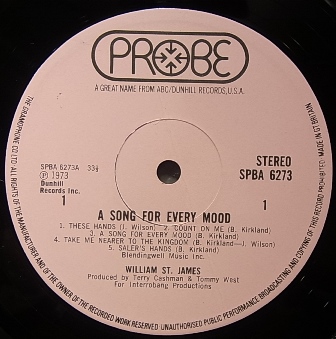 PROBE
A GREAT NAME FROM ABC/DUNHILL RECORDS, U.S.A.
SPBA 6273A 33⅓
℗ 1973
Dunhill
Records Inc.
1
STEREO
SPBA 6273
1
A SONG FOR EVERY MOOD
1. THESE HANDS (I. Wilson) 2. COUNT ON ME (B. Kirkland)
3. A SONG FOR EVERY MOOD (B. Kirkland)
4. TAKE ME NEARER TO THE KINGDOM (B. Kirkland—I. Wilson)
5. SALER'S HANDS (B. Kirkland)
Blendingwell Music Inc.
WILLIAM ST. JAMES
Produced by Terry Cashman & Tommy West
For Interrobang Productions
THE GRAMOPHONE CO LTD ALL RIGHTS OF THE MANUFACTURER AND OF THE OWNER OF THE RECORDED WORK RESERVED UNAUTHORISED PUBLIC PERFORMANCE BROADCASTING AND COPYING OF THIS RECORD PROHIBITED MADE IN GT BRITAIN